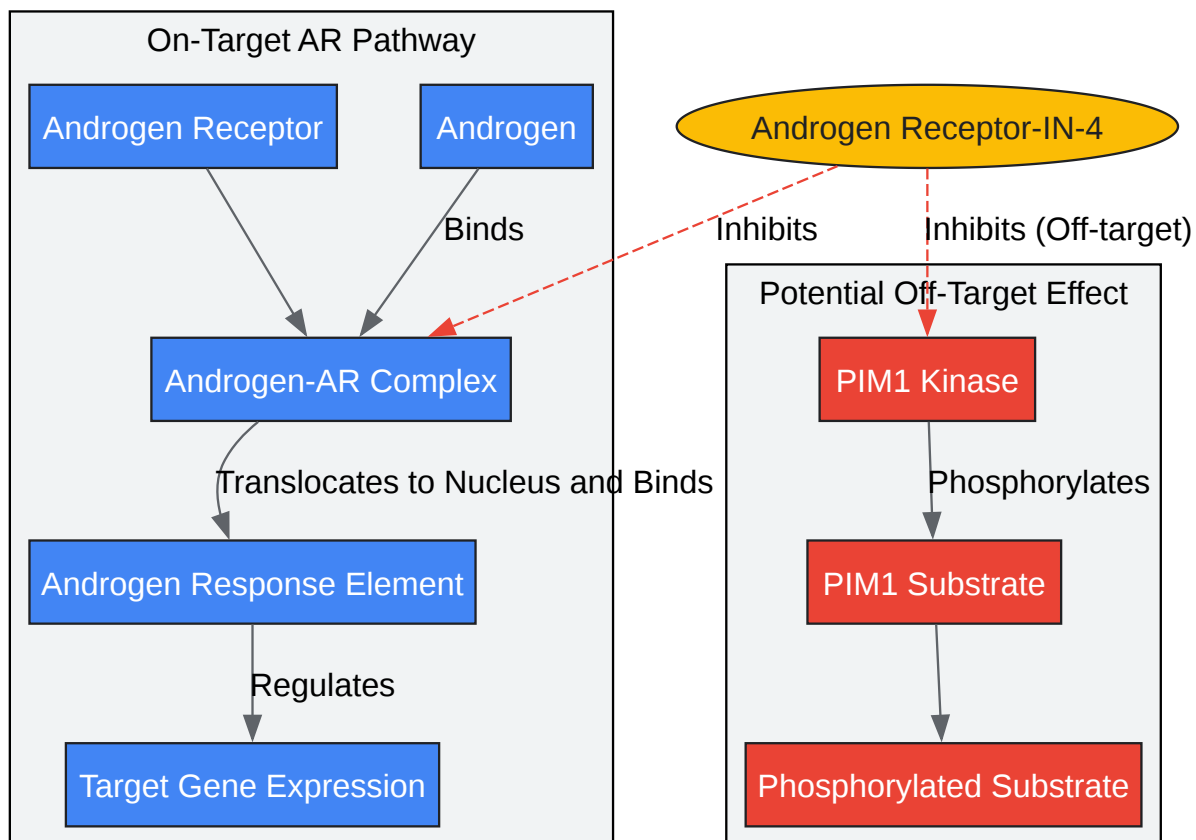 On-Target AR Pathway
Androgen Receptor
Androgen
Androgen Receptor-IN-4
Binds
Inhibits
Inhibits (Off-target)
Potential Off-Target Effect
Androgen-AR Complex
PIM1 Kinase
Translocates to Nucleus and Binds
Phosphorylates
Androgen Response Element
PIM1 Substrate
Regulates
Target Gene Expression
Phosphorylated Substrate